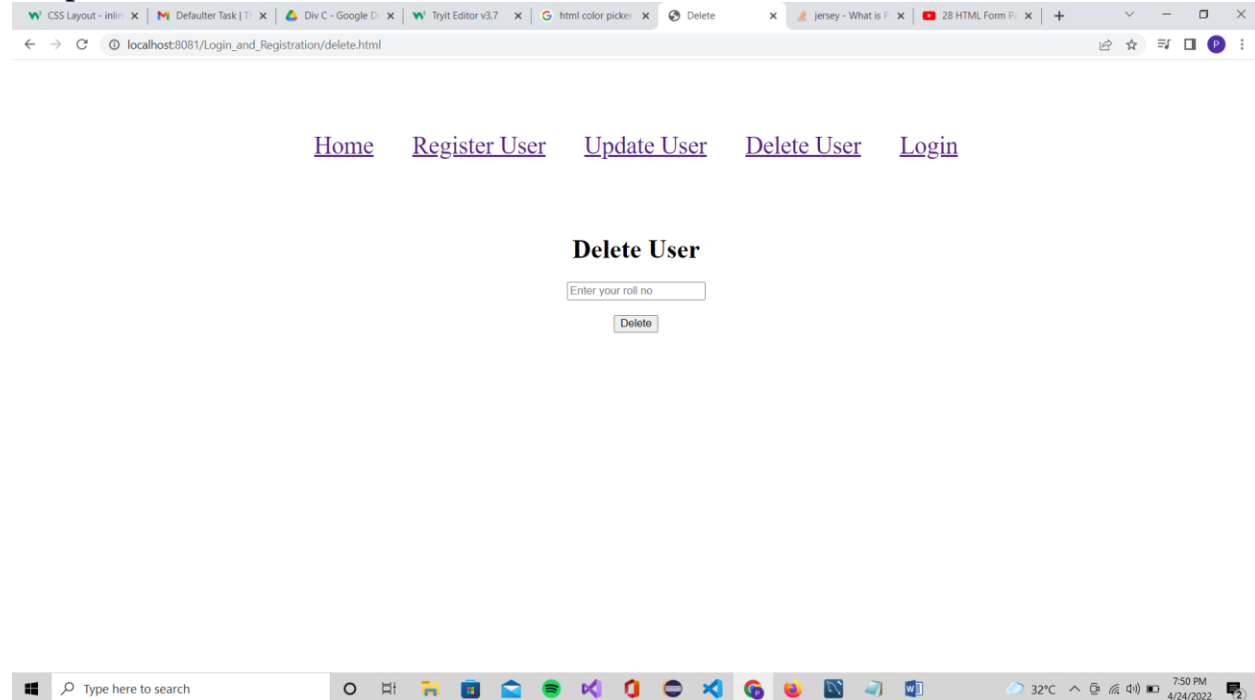 CSS Layout - inlin
Defaulter Task | T
Div C - Google D
Tryit Editor v3.7
html color picker
Delete
jersey - What is P
28 HTML Form Pa
localhost:8081/Login_and_Registration/delete.html
P
Home Register User Update User Delete User Login
Delete User
Enter your roll no
Delete
Type here to search
32°C
7:50 PM
4/24/2022
2